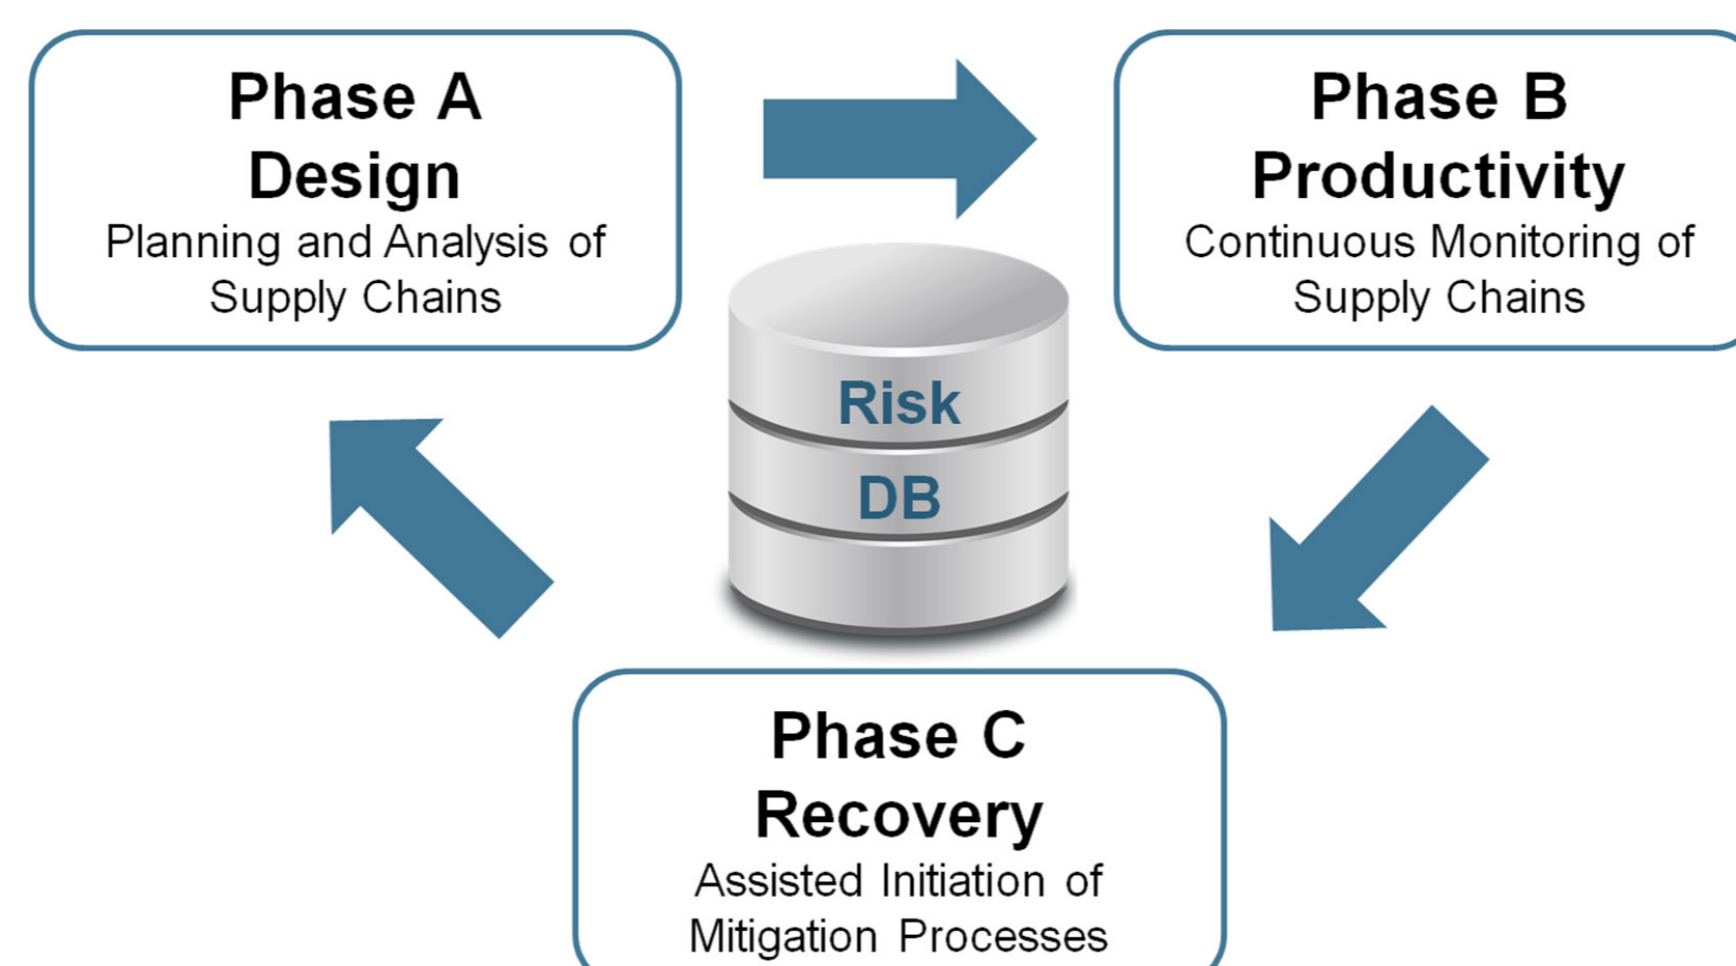 Phase A
Design
Planning and Analysis of
Supply Chains
Phase B
Productivity
Continuous Monitoring of
Supply Chains
Risk
DB
Phase C
Recovery
Assisted Initiation of
Mitigation Processes